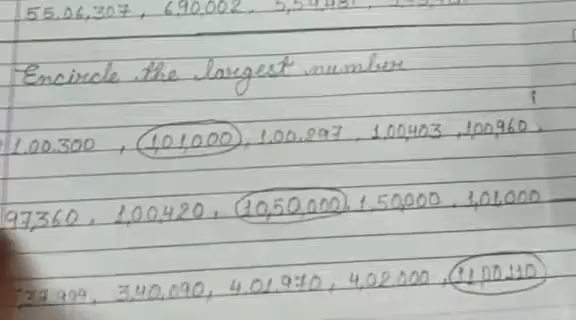 55,06,307, 690,002,
Encircle the largest number
1,00,300, 1,01,000, 1,00,297, 1,00,403, 1,00,960,
97,360, 1,00,420, 10,50,000, 1,50,000, 1,01,000
3,40,090, 4,01,970, 4,02,000, 11,00,110